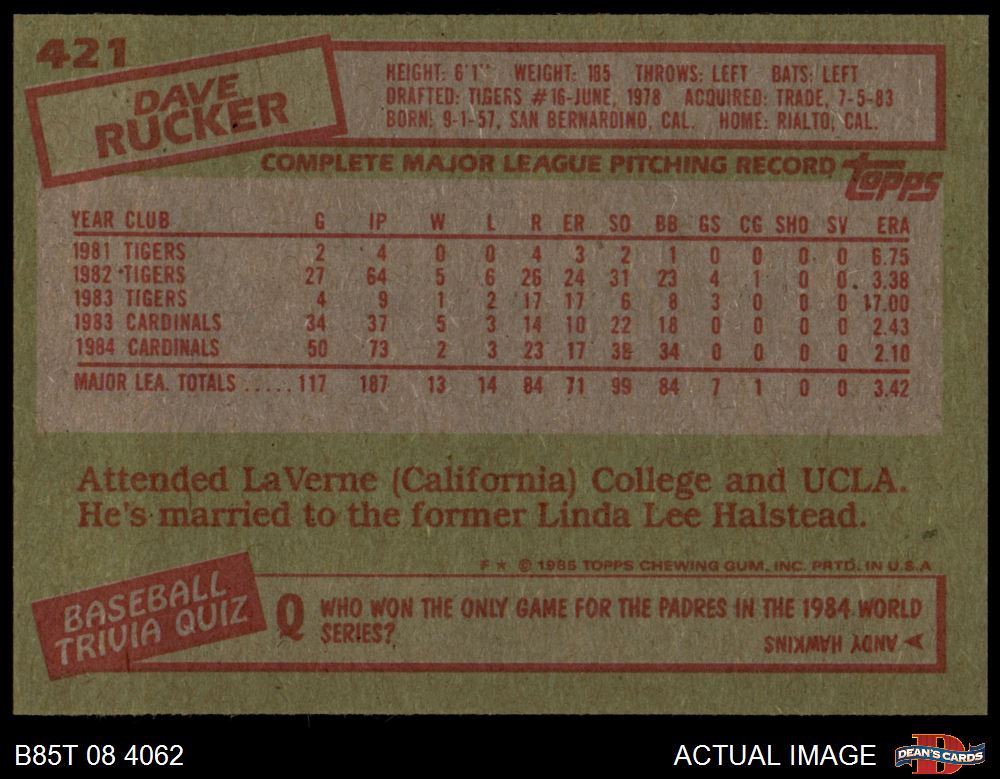 421
DAVE
RUCKER
HEIGHT: 6'1" WEIGHT: 185 THROWS: LEFT BATS: LEFT
DRAFTED: TIGERS #16-JUNE, 1978 ACQUIRED: TRADE, 7-5-83
BORN: 9-1-57, SAN BERNARDINO, CAL. HOME: RIALTO, CAL.
COMPLETE MAJOR LEAGUE PITCHING RECORD topps
YEAR CLUB G IP W L R ER SO BB GS CG SHO SV ERA
1981 TIGERS 2 4 0 0 4 3 2 1 0 0 0 0 6.75
1982 TIGERS 27 64 5 6 26 24 31 23 4 1 0 0 3.38
1983 TIGERS 4 9 1 2 17 17 6 8 3 0 0 0 17.00
1983 CARDINALS 34 37 5 3 14 10 22 18 0 0 0 0 2.43
1984 CARDINALS 50 73 2 3 23 17 38 34 0 0 0 0 2.10
MAJOR LEA. TOTALS ..... 117 187 13 14 84 71 99 84 7 1 0 0 3.42
Attended LaVerne (California) College and UCLA.
He's married to the former Linda Lee Halstead.
F * © 1985 TOPPS CHEWING GUM, INC. PRTD. IN U.S.A
BASEBALL
TRIVIA QUIZ
Q WHO WON THE ONLY GAME FOR THE PADRES IN THE 1984 WORLD
SERIES?
ANDY HAWKINS
B85T 08 4062
ACTUAL IMAGE
DEAN'S CARDS